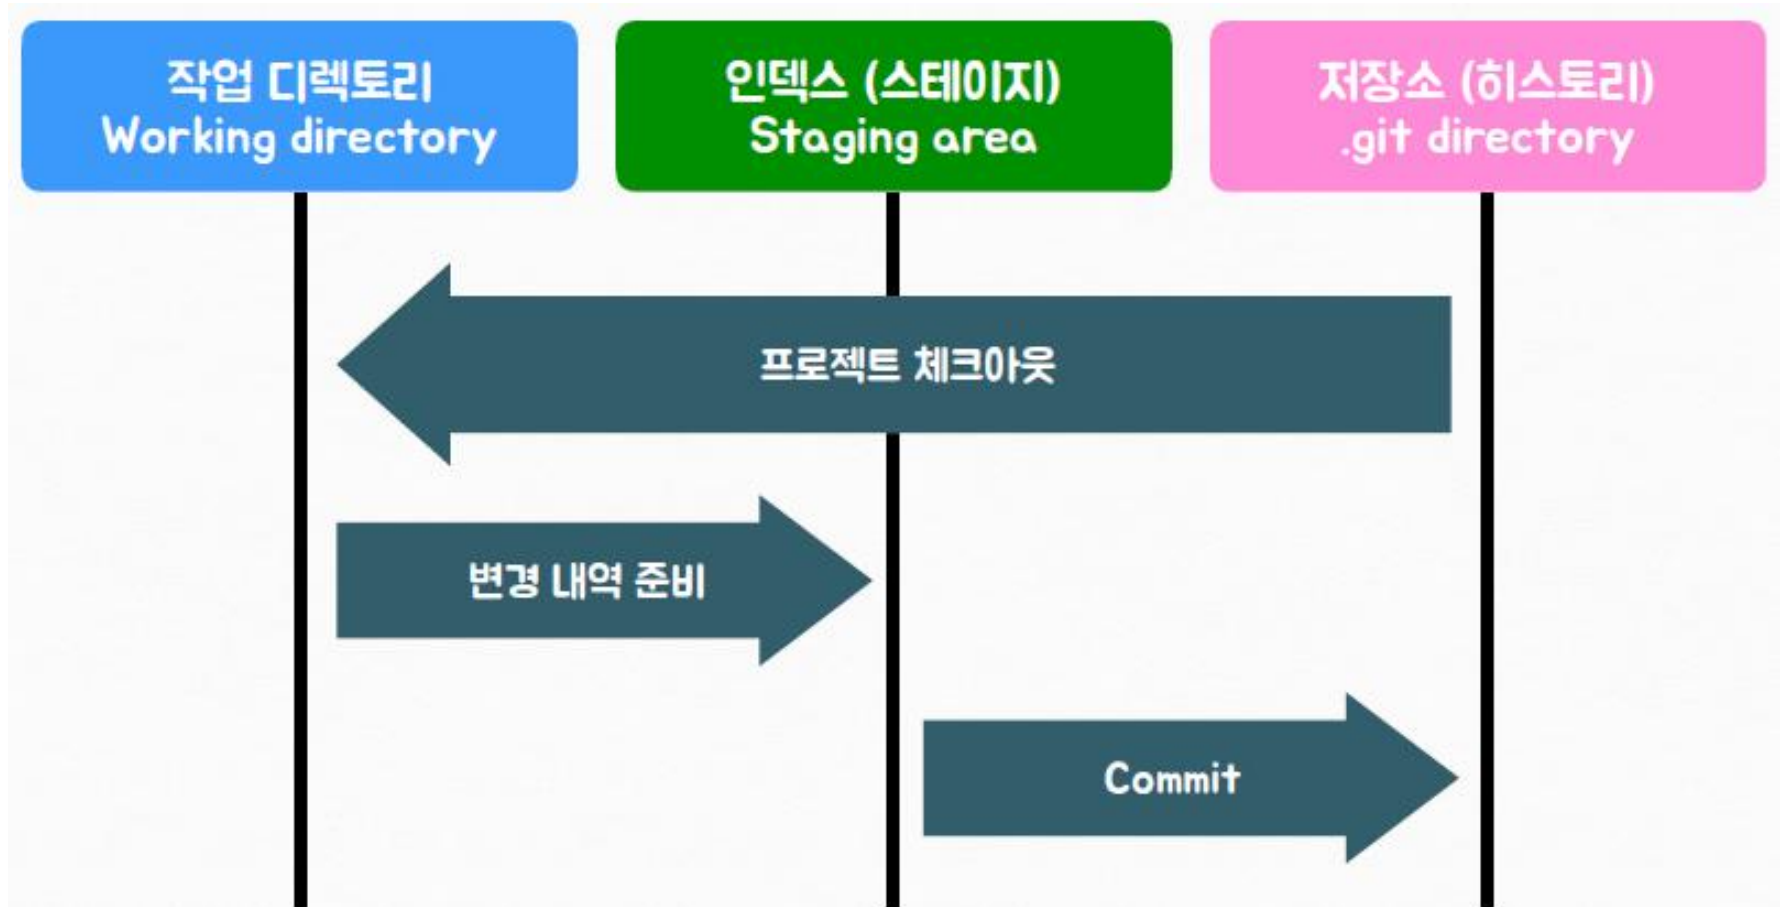 작업 디렉토리
Working directory
인덱스 (스테이지)
Staging area
저장소 (히스토리)
.git directory
프로젝트 체크아웃
변경 내역 준비
Commit